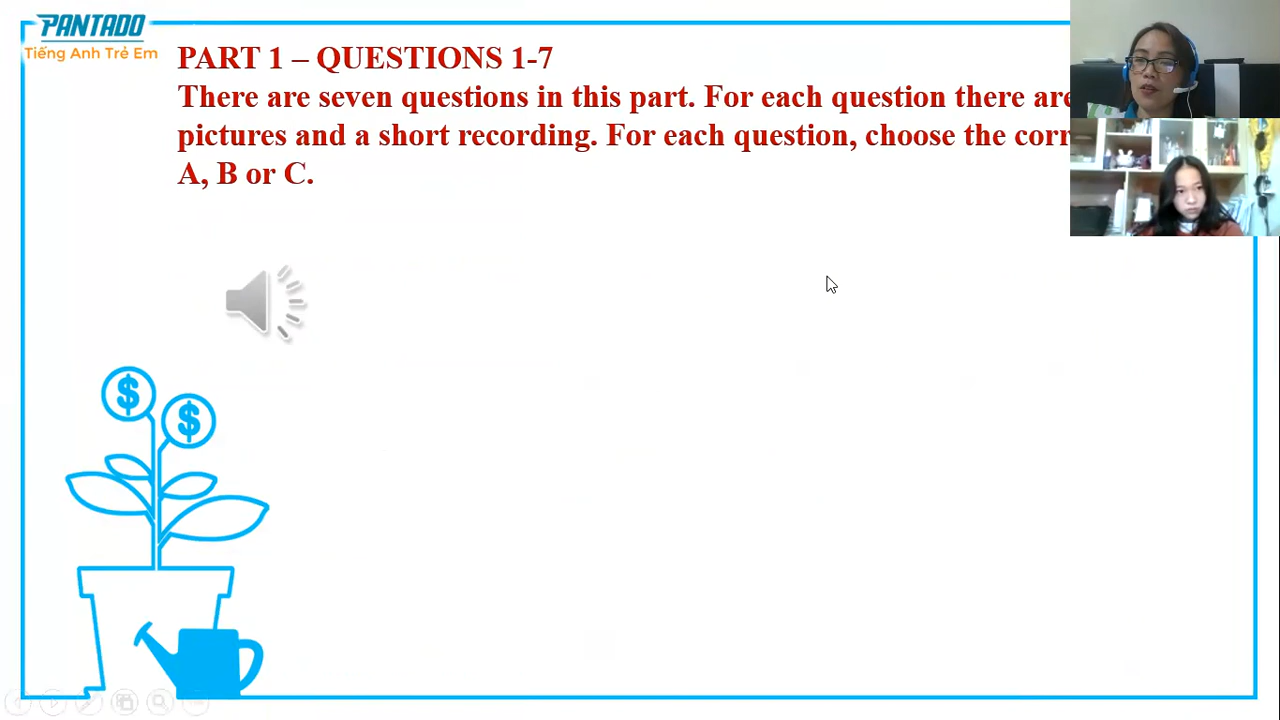 PANTADO
Tiếng Anh Trẻ Em
PART 1 – QUESTIONS 1-7
There are seven questions in this part. For each question there are
pictures and a short recording. For each question, choose the
A, B or C.
$
$